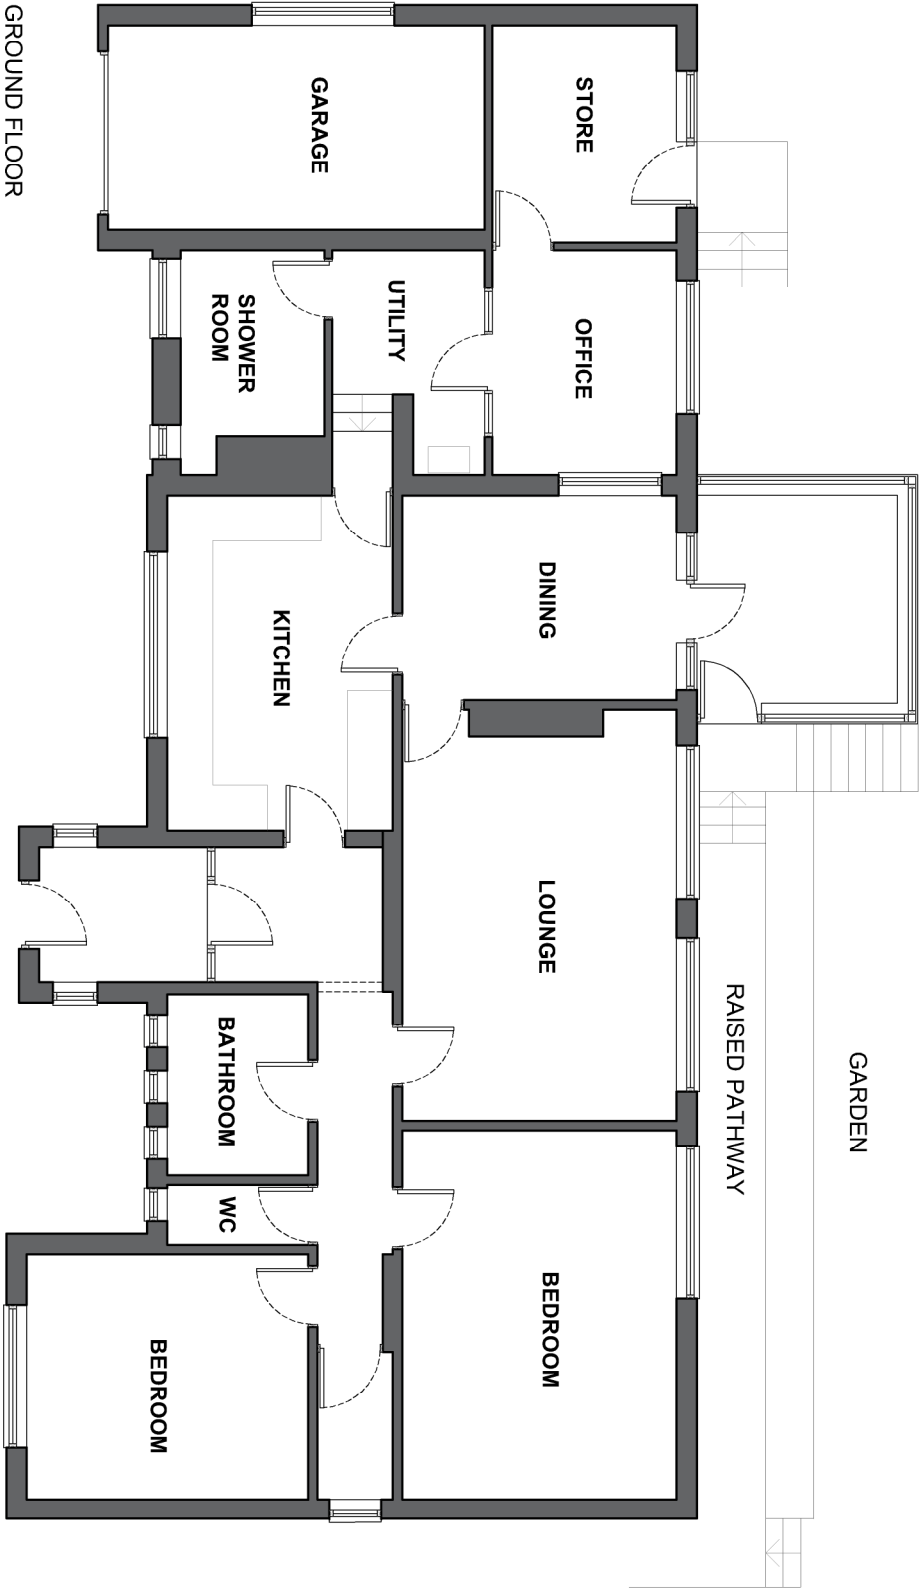 GARDEN
RAISED PATHWAY
STORE
OFFICE
DINING
LOUNGE
BEDROOM
GARAGE
UTILITY
SHOWER
ROOM
KITCHEN
BATHROOM
WC
BEDROOM
GROUND FLOOR